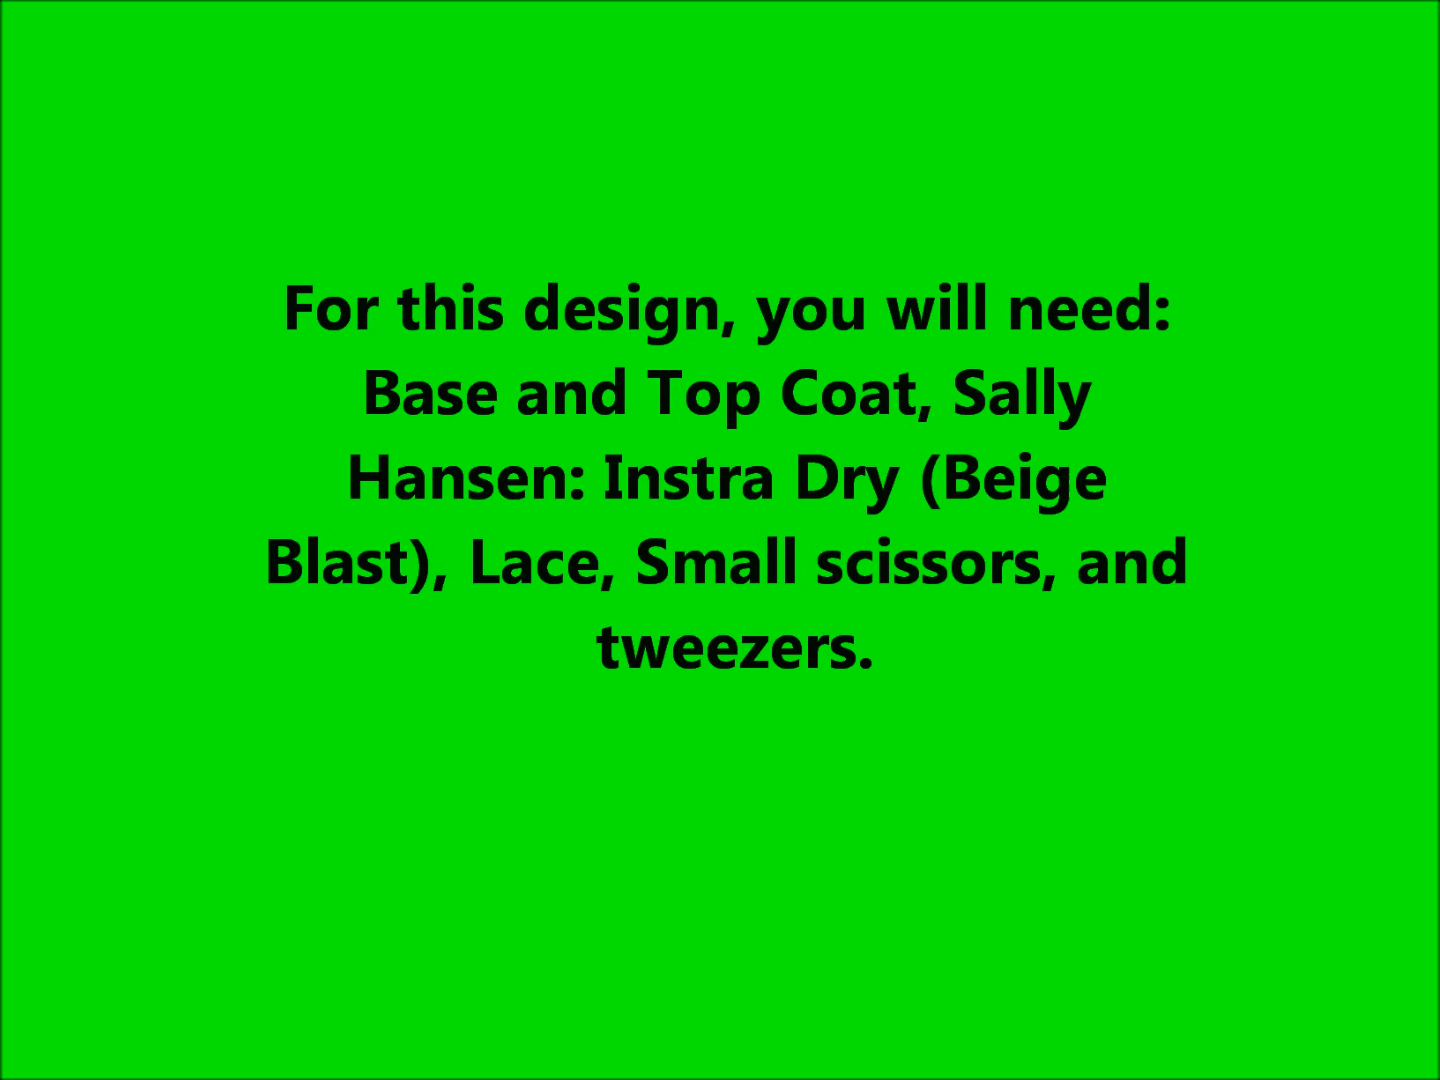 For this design, you will need:
Base and Top Coat, Sally
Hansen: Instra Dry (Beige
Blast), Lace, Small scissors, and
tweezers.